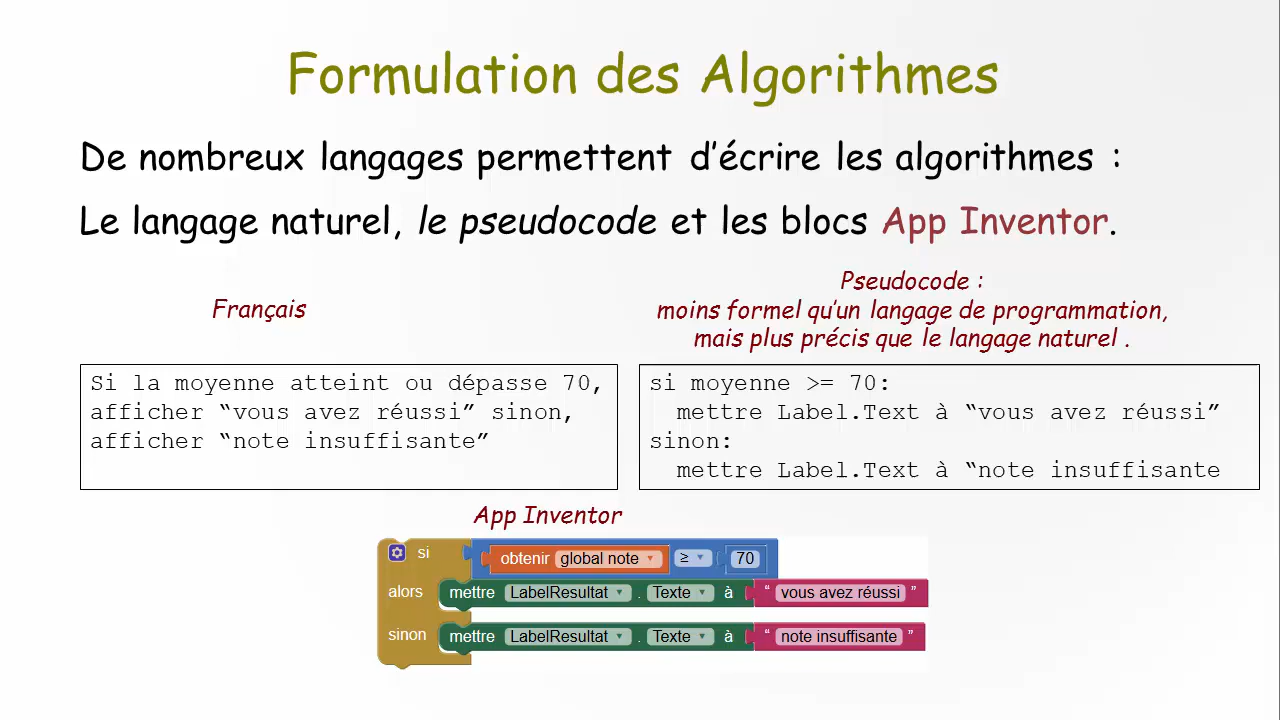 Formulation des Algorithmes
De nombreux langages permettent d’écrire les algorithmes :
Le langage naturel, le pseudocode et les blocs App Inventor.
Français
Pseudocode :
moins formel qu’un langage de programmation,
mais plus précis que le langage naturel .
Si la moyenne atteint ou dépasse 70,
afficher “vous avez réussi” sinon,
afficher “note insuffisante”
si moyenne >= 70:
mettre Label.Text à “vous avez réussi”
sinon:
mettre Label.Text à “note insuffisante
App Inventor
si obtenir global note ≥ 70
alors mettre LabelResultat . Texte à “ vous avez réussi ”
sinon mettre LabelResultat . Texte à “ note insuffisante ”